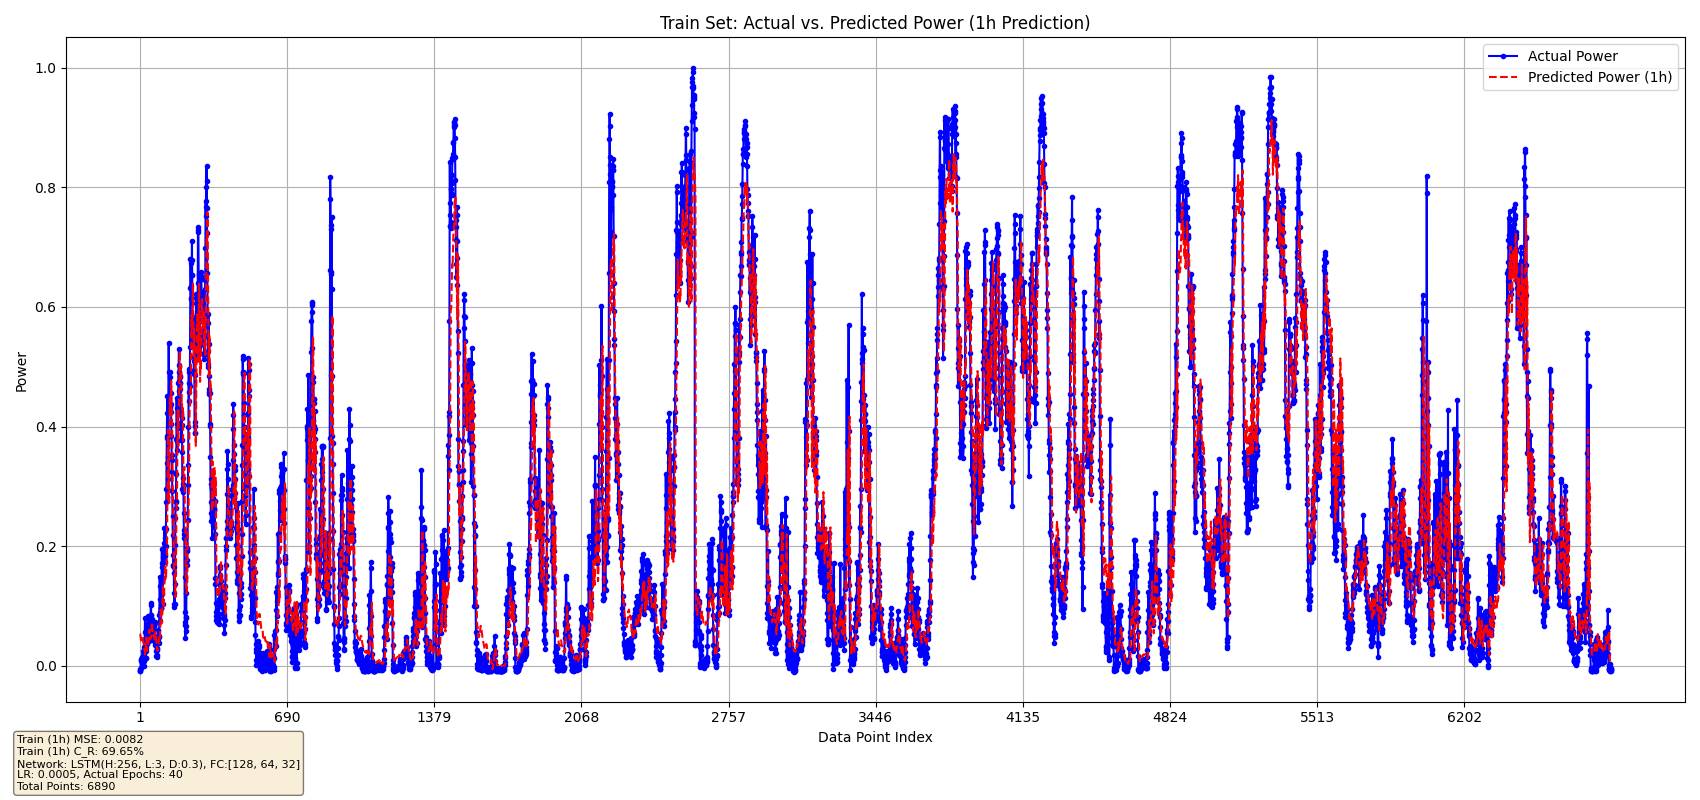 Train Set: Actual vs. Predicted Power (1h Prediction)
Actual Power
Predicted Power (1h)
1.0
0.8
0.6
0.4
0.2
0.0
Power
1 690 1379 2068 2757 3446 4135 4824 5513 6202
Data Point Index
Train (1h) MSE: 0.0082
Train (1h) C_R: 69.65%
Network: LSTM(H:256, L:3, D:0.3), FC:[128, 64, 32]
LR: 0.0005, Actual Epochs: 40
Total Points: 6890